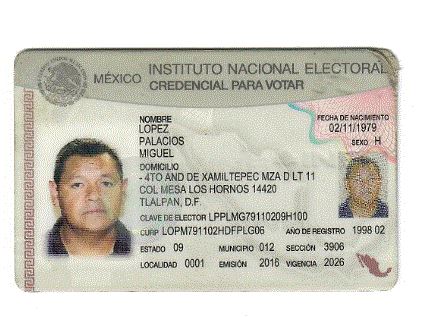 MÉXICO INSTITUTO NACIONAL ELECTORAL
CREDENCIAL PARA VOTAR
NOMBRE
LOPEZ
PALACIOS
MIGUEL
FECHA DE NACIMIENTO
02/11/1979
SEXO H
DOMICILIO
- 4TO AND DE XAMILTEPEC MZA D LT 11
COL MESA LOS HORNOS 14420
TLALPAN, D.F.
CLAVE DE ELECTOR LPPLMG79110209H100
CURP LOPM791102HDFPLG06 AÑO DE REGISTRO 1998 02
ESTADO 09 MUNICIPIO 012 SECCIÓN 3906
LOCALIDAD 0001 EMISIÓN 2016 VIGENCIA 2026